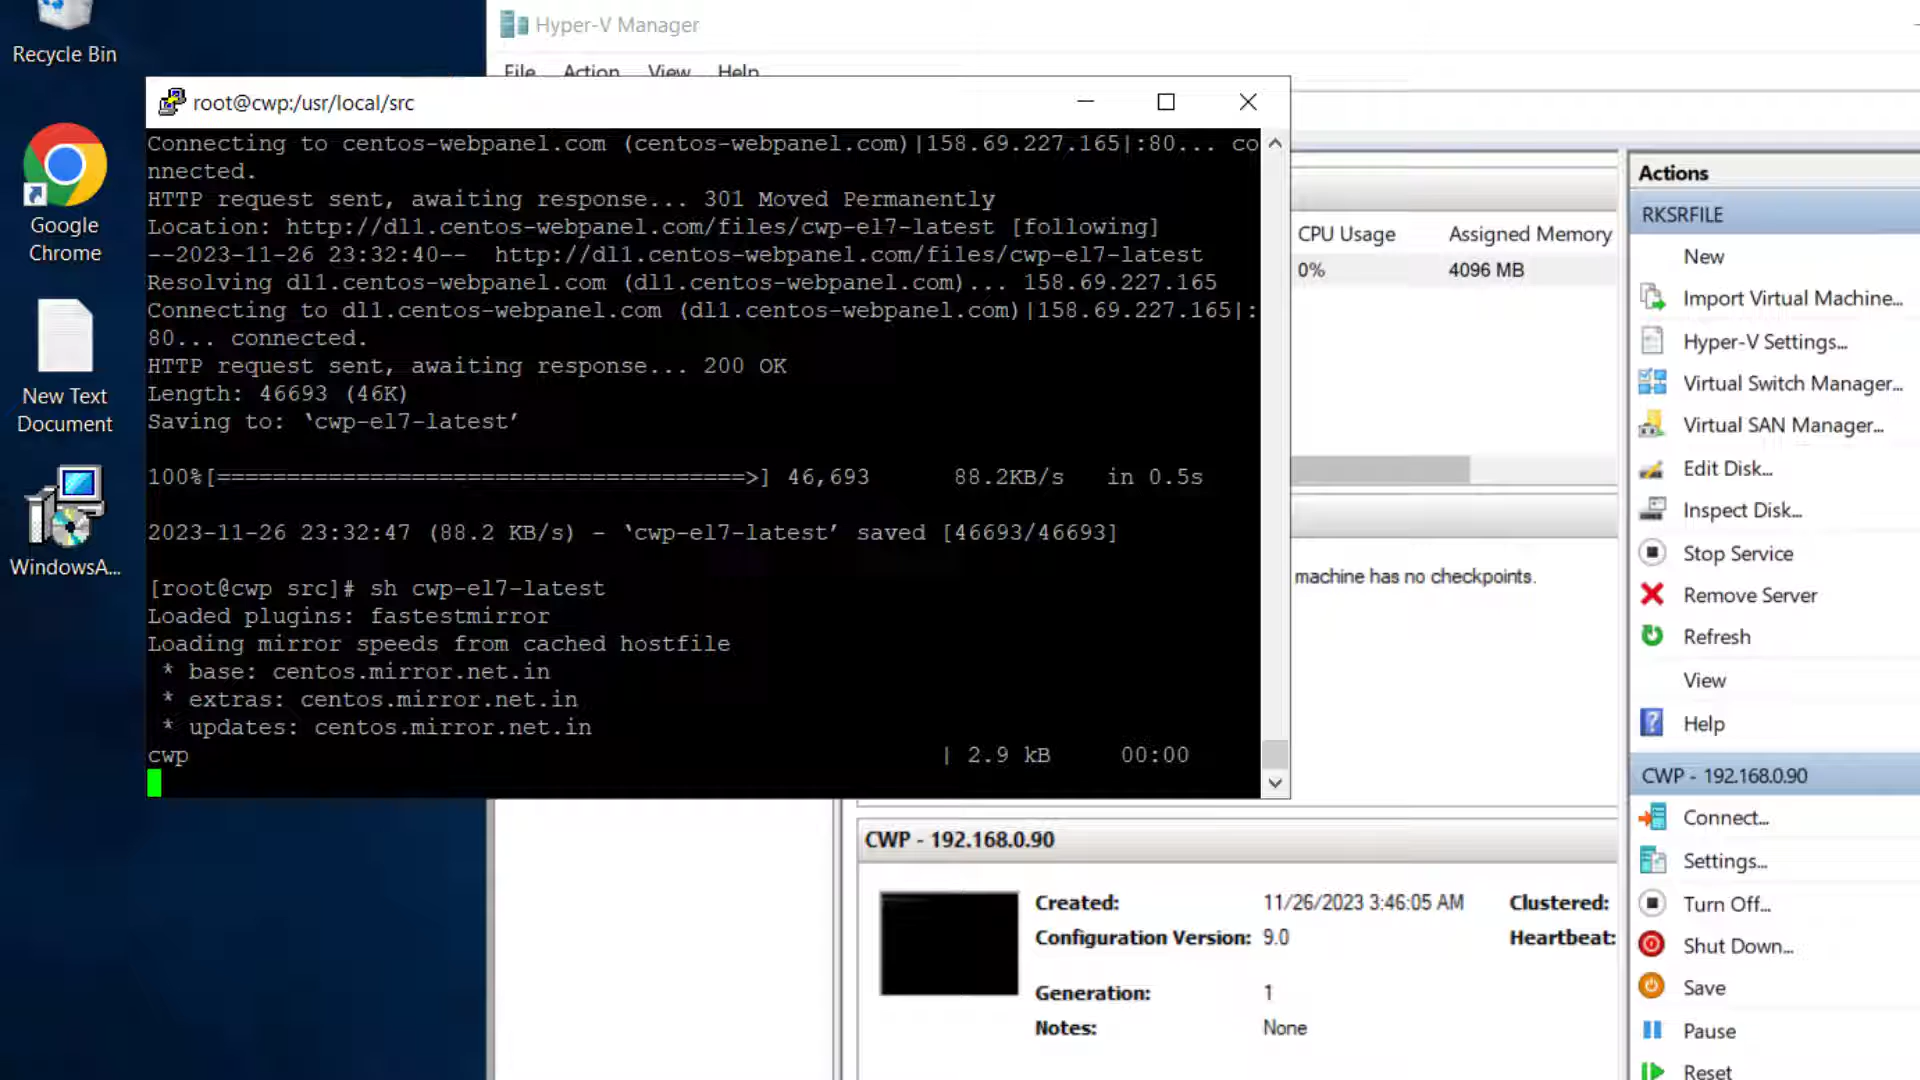 Recycle Bin
Google
Chrome
New Text
Document
WindowsA...
Hyper-V Manager
File Action View Help
root@cwp:/usr/local/src
Connecting to centos-webpanel.com (centos-webpanel.com)|158.69.227.165|:80... co
nnected.
HTTP request sent, awaiting response... 301 Moved Permanently
Location: http://dl1.centos-webpanel.com/files/cwp-el7-latest [following]
--2023-11-26 23:32:40--  http://dl1.centos-webpanel.com/files/cwp-el7-latest
Resolving dl1.centos-webpanel.com (dl1.centos-webpanel.com)... 158.69.227.165
Connecting to dl1.centos-webpanel.com (dl1.centos-webpanel.com)|158.69.227.165|:
80... connected.
HTTP request sent, awaiting response... 200 OK
Length: 46693 (46K)
Saving to: ‘cwp-el7-latest’
100%[======================================>] 46,693      88.2KB/s   in 0.5s
2023-11-26 23:32:47 (88.2 KB/s) - ‘cwp-el7-latest’ saved [46693/46693]
[root@cwp src]# sh cwp-el7-latest
Loaded plugins: fastestmirror
Loading mirror speeds from cached hostfile
* base: centos.mirror.net.in
* extras: centos.mirror.net.in
* updates: centos.mirror.net.in
cwp | 2.9 kB 00:00
CPU Usage Assigned Memory
0% 4096 MB
machine has no checkpoints.
CWP - 192.168.0.90
Created: 11/26/2023 3:46:05 AM Clustered:
Configuration Version: 9.0 Heartbeat:
Generation: 1
Notes: None
Actions
RKSRFILE
New
Import Virtual Machine...
Hyper-V Settings...
Virtual Switch Manager...
Virtual SAN Manager...
Edit Disk...
Inspect Disk...
Stop Service
Remove Server
Refresh
View
Help
CWP - 192.168.0.90
Connect...
Settings...
Turn Off...
Shut Down...
Save
Pause
Reset